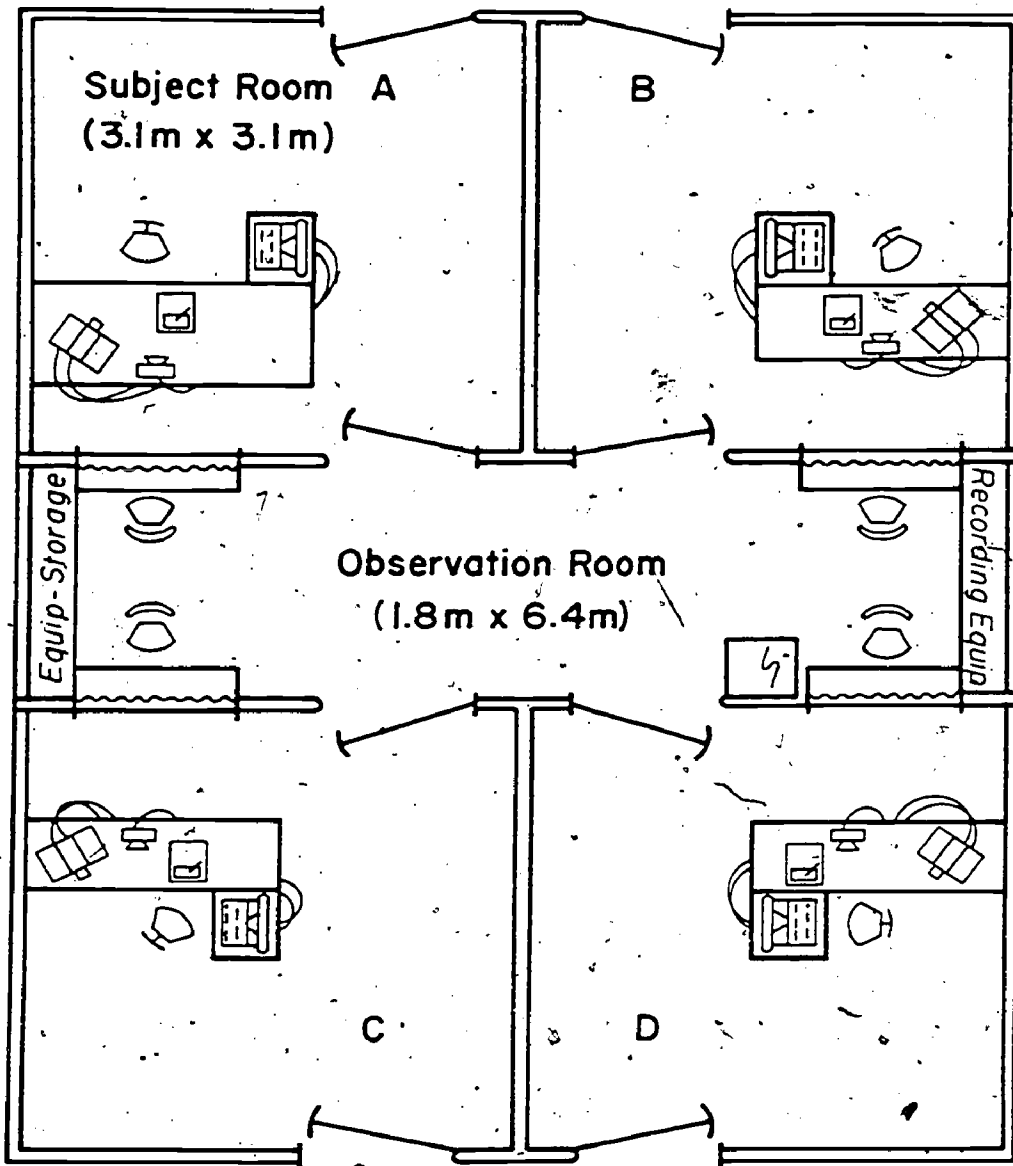 Subject Room A
(3.1m x 3.1m)
B
Equip-Storage
Observation Room
(1.8m x 6.4m)
Recording Equip
C
D